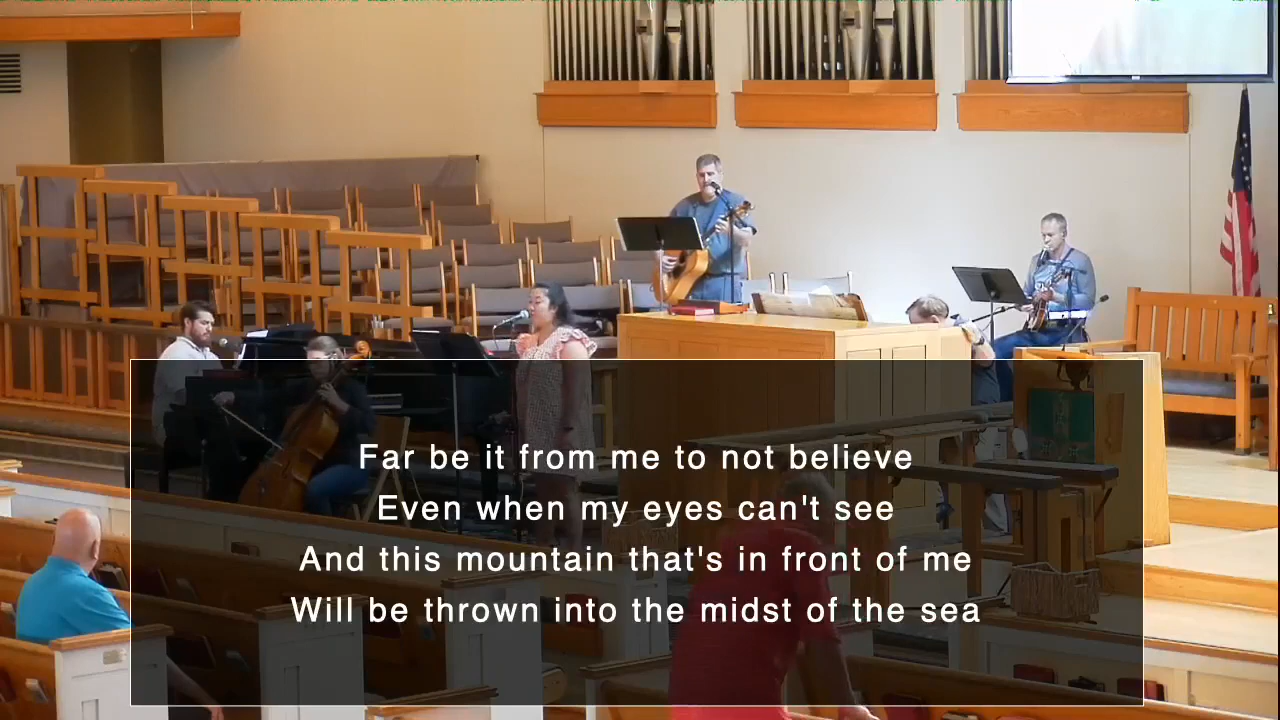 Far be it from me to not believe
Even when my eyes can't see
And this mountain that's in front of me
Will be thrown into the midst of the sea